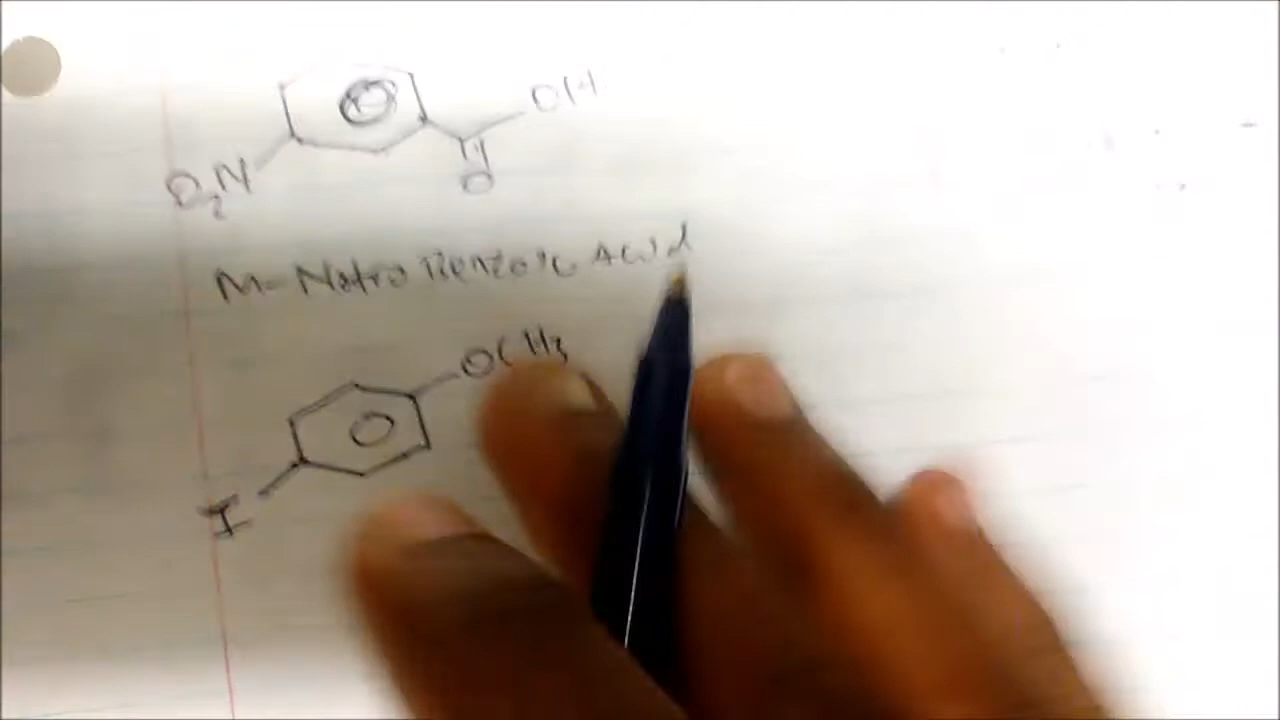 OH
O₂N
O
M-Nitro Benzoic Acid
OCH₃
I